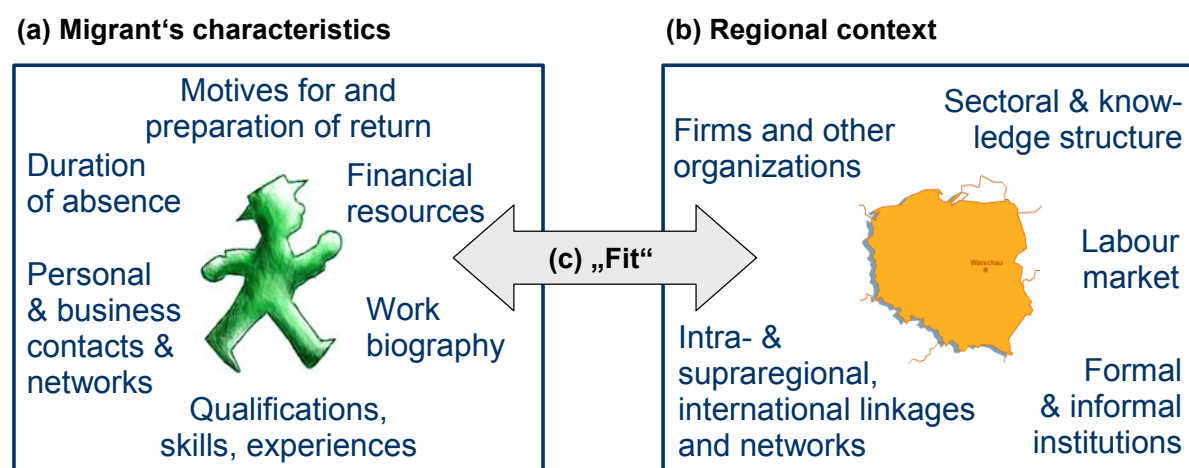 (a) Migrant‘s characteristics
Motives for and
preparation of return
Duration
of absence
Financial
resources
Personal
& business
contacts &
networks
Work
biography
Qualifications,
skills, experiences
(c) „Fit“
(b) Regional context
Sectoral & know-
ledge structure
Firms and other
organizations
Warschau
Labour
market
Intra- &
supraregional,
international linkages
and networks
Formal
& informal
institutions